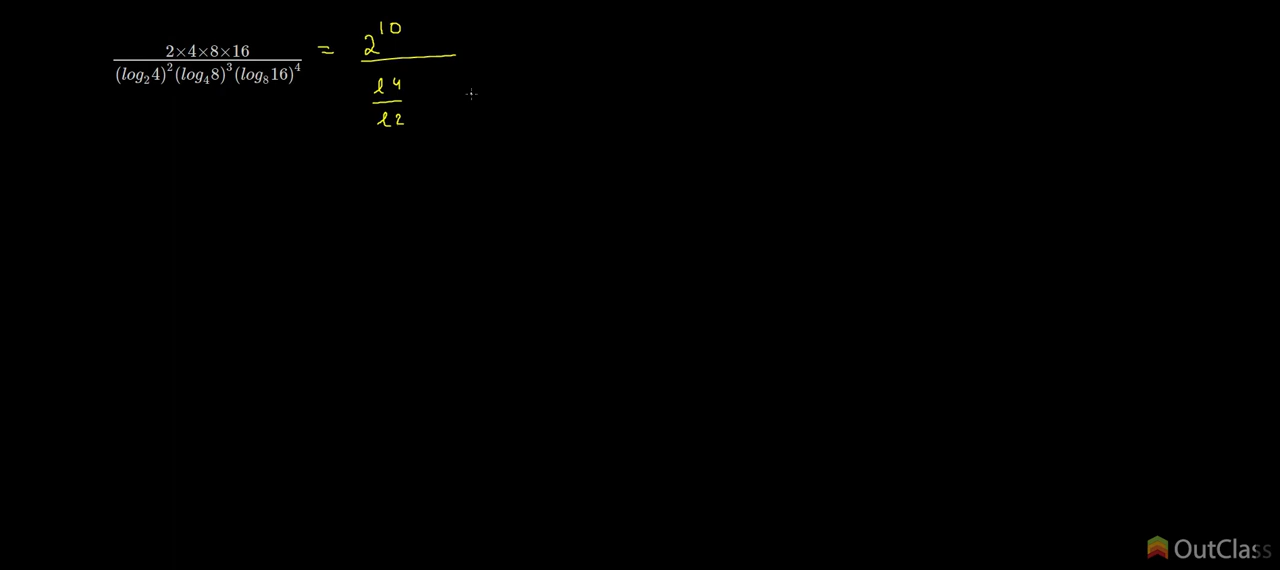 2×4×8×16 / (log₂4)²(log₄8)³(log₈16)⁴ = 2¹⁰ / (ℓ4 / ℓ2)
OutClass